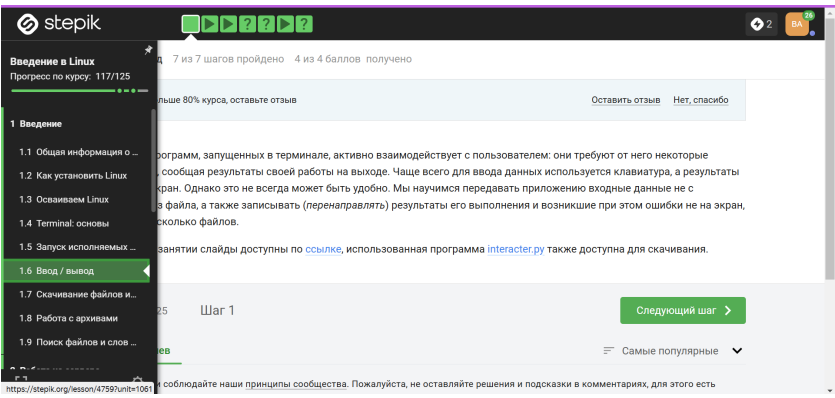 stepik
2
26
BA
Введение в Linux
Прогресс по курсу: 117/125
7 из 7 шагов пройдено 4 из 4 баллов получено
льше 80% курса, оставьте отзыв
Оставить отзыв Нет, спасибо
1 Введение
1.1 Общая информация о ...
1.2 Как установить Linux
1.3 Осваиваем Linux
1.4 Terminal: основы
1.5 Запуск исполняемых ...
1.6 Ввод / вывод
1.7 Скачивание файлов и...
1.8 Работа с архивами
1.9 Поиск файлов и слов ...
ограмм, запущенных в терминале, активно взаимодействует с пользователем: они требуют от него некоторые
, сообщая результаты своей работы на выходе. Чаще всего для ввода данных используется клавиатура, а результаты
кран. Однако это не всегда может быть удобно. Мы научимся передавать приложению входные данные не с
з файла, а также записывать (перенаправлять) результаты его выполнения и возникшие при этом ошибки не на экран,
сколько файлов.
занятии слайды доступны по ссылке, использованная программа interacter.py также доступна для скачивания.
25 Шаг 1
Следующий шаг
ев
Самые популярные
и соблюдайте наши принципы сообщества. Пожалуйста, не оставляйте решения и подсказки в комментариях, для этого есть
https://stepik.org/lesson/4759?unit=1061